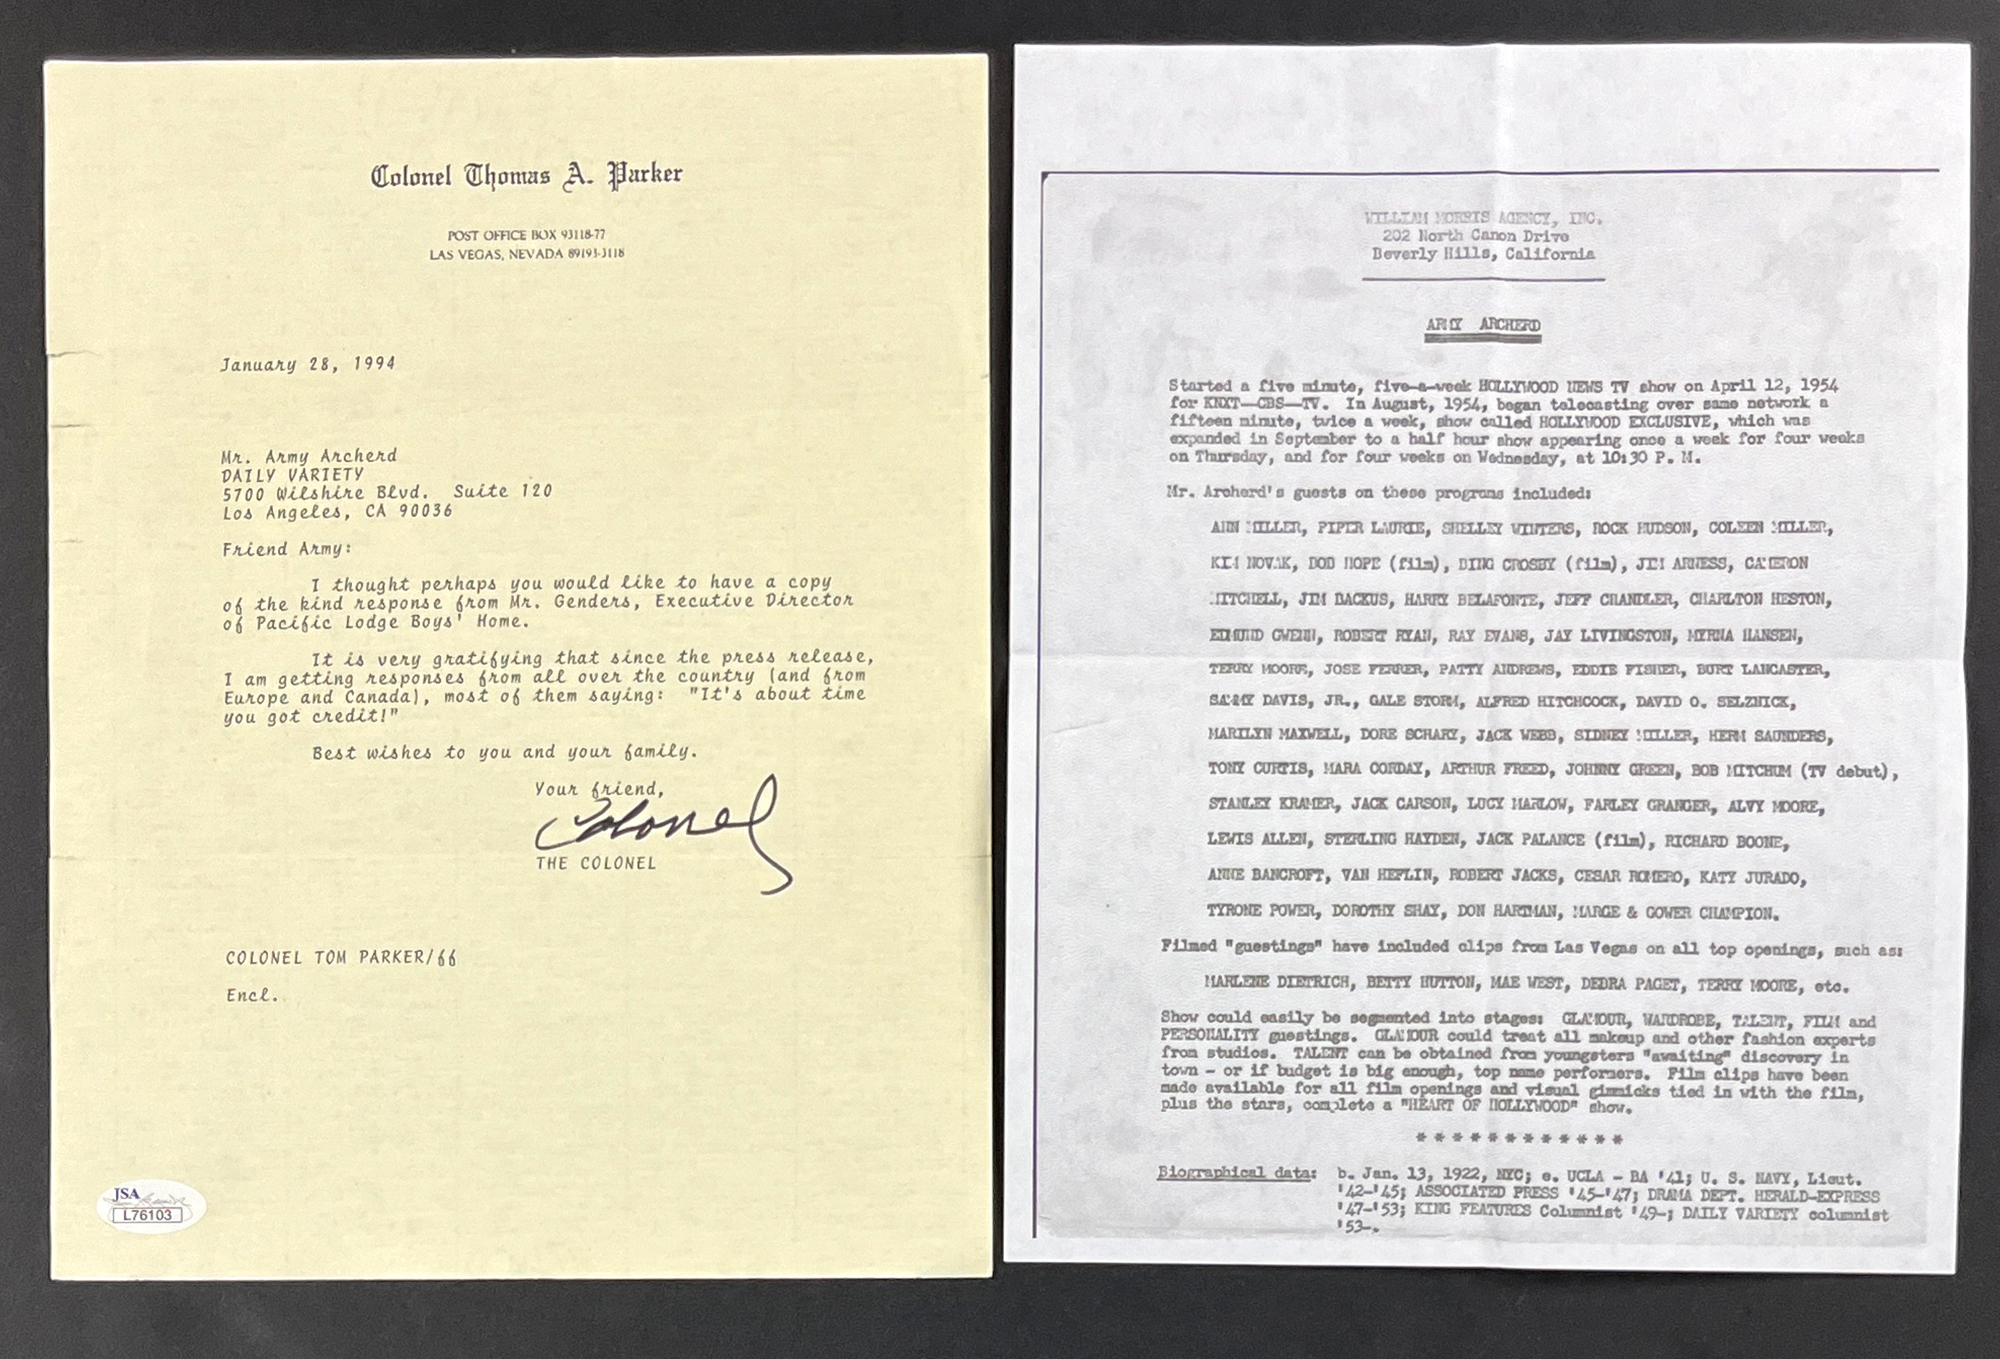 Colonel Thomas A. Parker
POST OFFICE BOX 93118-77
LAS VEGAS, NEVADA 89193-3118
January 28, 1994
Mr. Army Archerd
DAILY VARIETY
5700 Wilshire Blvd. Suite 120
Los Angeles, CA 90036
Friend Army:
I thought perhaps you would like to have a copy
of the kind response from Mr. Genders, Executive Director
of Pacific Lodge Boys' Home.
It is very gratifying that since the press release,
I am getting responses from all over the country (and from
Europe and Canada), most of them saying: "It's about time
you got credit!"
Best wishes to you and your family.
Your friend,
Colonel
THE COLONEL
COLONEL TOM PARKER/66
Encl.
JSA
L76103
WILLIAM MORRIS AGENCY, INC.
202 North Canon Drive
Beverly Hills, California
ARMY ARCHERD
Started a five minute, five-a-week HOLLYWOOD NEWS TV show on April 12, 1954
for KNXT—CBS—TV. In August, 1954, began telecasting over same network a
fifteen minute, twice a week, show called HOLLYWOOD EXCLUSIVE, which was
expanded in September to a half hour show appearing once a week for four weeks
on Thursday, and for four weeks on Wednesday, at 10:30 P. M.
Mr. Archerd's guests on these programs included:
ANN MILLER, PIPER LAURIE, SHELLEY WINTERS, ROCK HUDSON, COLEEN MILLER,
KIM NOVAK, BOB HOPE (film), BING CROSBY (film), JIM ARNESS, CAMERON
MITCHELL, JIM BACKUS, HARRY BELAFONTE, JEFF CHANDLER, CHARLTON HESTON,
EDMUND GWENN, ROBERT RYAN, RAY EVANS, JAY LIVINGSTON, MYRNA HANSEN,
TERRY MOORE, JOSE FERRER, PATTY ANDREWS, EDDIE FISHER, BURT LANCASTER,
SAMMY DAVIS, JR., GALE STORM, ALFRED HITCHCOCK, DAVID O. SELZNICK,
MARILYN MAXWELL, DORE SCHARY, JACK WEBB, SIDNEY MILLER, HERM SAUNDERS,
TONY CURTIS, MARA CORDAY, ARTHUR FREED, JOHNNY GREEN, BOB MITCHUM (TV debut),
STANLEY KRAMER, JACK CARSON, LUCY MARLOW, FARLEY GRANGER, ALVY MOORE,
LEWIS ALLEN, STERLING HAYDEN, JACK PALANCE (film), RICHARD BOONE,
ANNE BANCROFT, VAN HEFLIN, ROBERT JACKS, CESAR ROMERO, KATY JURADO,
TYRONE POWER, DOROTHY SHAY, DON HARTMAN, MARGE & GOWER CHAMPION.
Filmed "guestings" have included clips from Las Vegas on all top openings, such as:
MARLENE DIETRICH, BETTY HUTTON, MAE WEST, DEBRA PAGET, TERRY MOORE, etc.
Show could easily be segmented into stages: GLAMOUR, WARDROBE, TALENT, FILM and
PERSONALITY guestings. GLAMOUR could treat all makeup and other fashion experts
from studios. TALENT can be obtained from youngsters "awaiting" discovery in
town - or if budget is big enough, top name performers. Film clips have been
made available for all film openings and visual gimmicks tied in with the film,
plus the stars, complete a "HEART OF HOLLYWOOD" show.
* * * * * * * * * * * *
Biographical data: b. Jan. 13, 1922, NYC; e. UCLA - BA '41; U. S. NAVY, Lieut.
'42-'45; ASSOCIATED PRESS '45-'47; DRAMA DEPT. HERALD-EXPRESS
'47-'53; KING FEATURES Columnist '49-; DAILY VARIETY columnist
'53-.